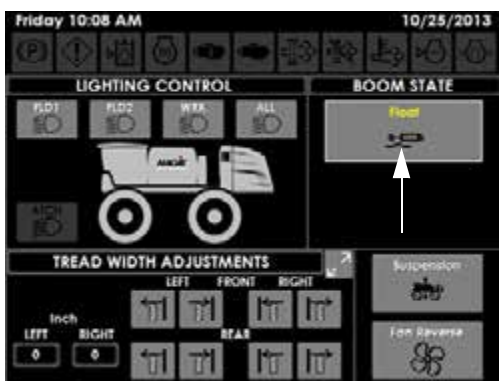 Friday 10:08 AM
10/25/2013
LIGHTING CONTROL
BOOM STATE
FLD1
FLD2
WRK
ALL
Float
TREAD WIDTH ADJUSTMENTS
LEFT FRONT RIGHT
REAR
Inch
LEFT RIGHT
0 0
Suspension
Fan Reverse